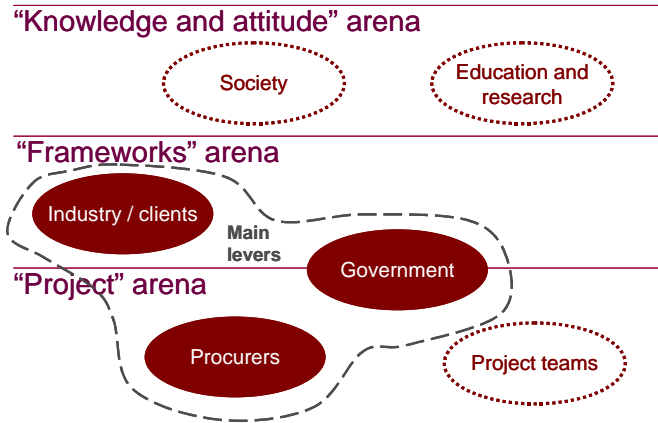 “Knowledge and attitude” arena
Society
Education and
research
“Frameworks” arena
Industry / clients
Main
levers
Government
“Project” arena
Procurers
Project teams